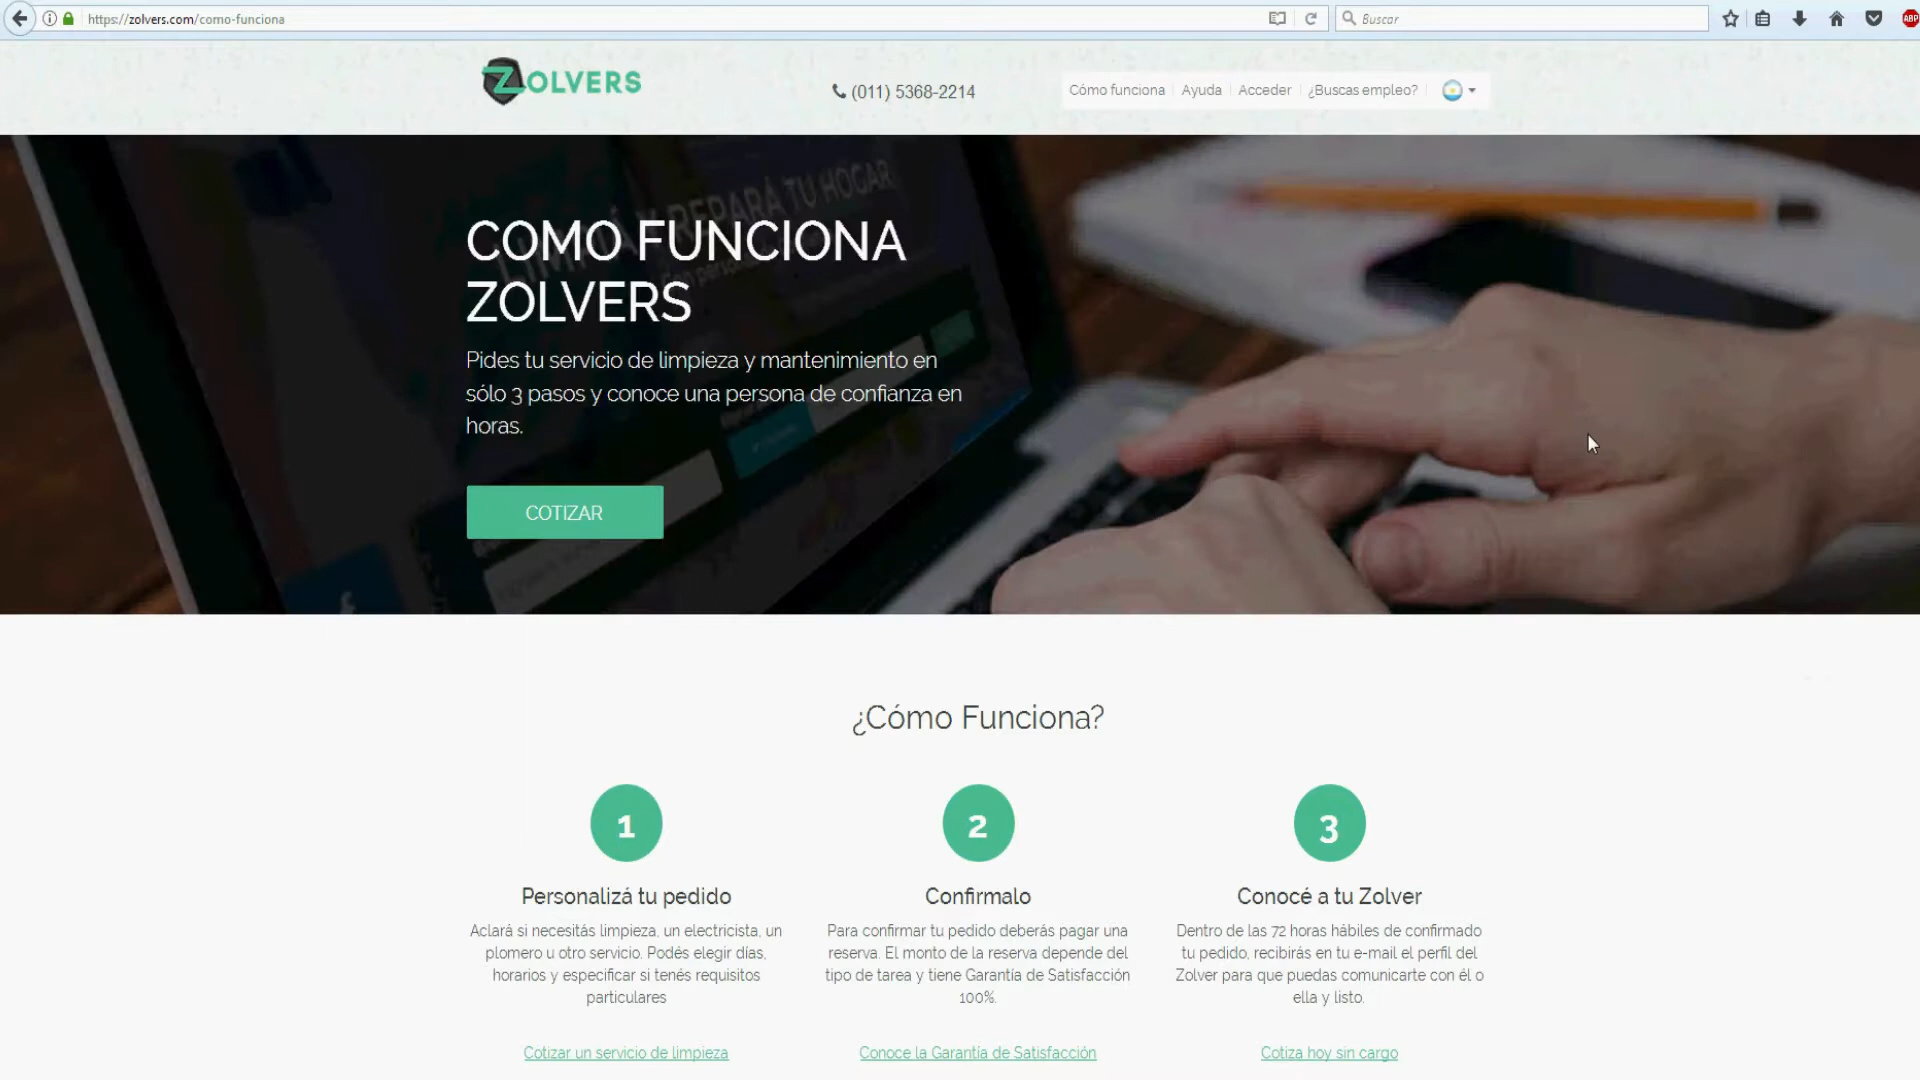 https://zolvers.com/como-funciona
Buscar
ABP
ZOLVERS
(011) 5368-2214
Cómo funciona
Ayuda
Acceder
¿Buscas empleo?
LIMPIÁ Y REPARÁ TU HOGAR
COMO FUNCIONA
ZOLVERS
Pides tu servicio de limpieza y mantenimiento en
sólo 3 pasos y conoce una persona de confianza en
horas.
COTIZAR
¿Cómo Funciona?
1
Personalizá tu pedido
Aclará si necesitás limpieza, un electricista, un
plomero u otro servicio. Podés elegir días,
horarios y especificar si tenés requisitos
particulares
Cotizar un servicio de limpieza
2
Confirmalo
Para confirmar tu pedido deberás pagar una
reserva. El monto de la reserva depende del
tipo de tarea y tiene Garantía de Satisfacción
100%.
Conoce la Garantía de Satisfacción
3
Conocé a tu Zolver
Dentro de las 72 horas hábiles de confirmado
tu pedido, recibirás en tu e-mail el perfil del
Zolver para que puedas comunicarte con él o
ella y listo.
Cotiza hoy sin cargo